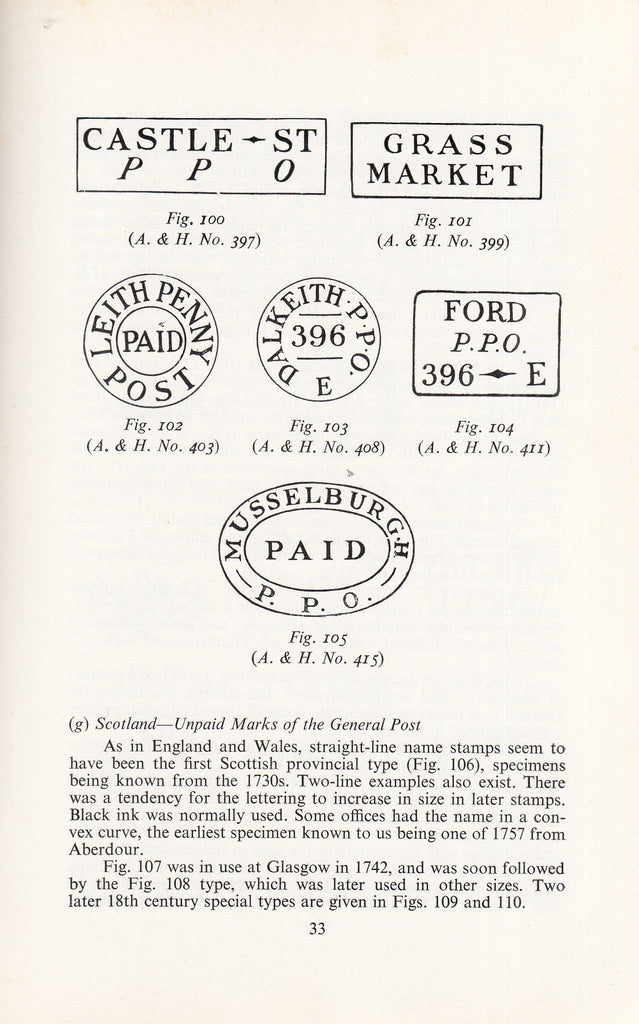 CASTLE ST
P P O
GRASS
MARKET
Fig. 100
(A. & H. No. 397)
Fig. 101
(A. & H. No. 399)
LEITH PENNY
PAID
POST
DALKEITH·P·P·O·
396
E
FORD
P.P.O.
396 E
Fig. 102
(A. & H. No. 403)
Fig. 103
(A. & H. No. 408)
Fig. 104
(A. & H. No. 411)
MUSSELBURGH
PAID
P. P. O.
Fig. 105
(A. & H. No. 415)
(g) Scotland—Unpaid Marks of the General Post
As in England and Wales, straight-line name stamps seem to
have been the first Scottish provincial type (Fig. 106), specimens
being known from the 1730s. Two-line examples also exist. There
was a tendency for the lettering to increase in size in later stamps.
Black ink was normally used. Some offices had the name in a con-
vex curve, the earliest specimen known to us being one of 1757 from
Aberdour.
Fig. 107 was in use at Glasgow in 1742, and was soon followed
by the Fig. 108 type, which was later used in other sizes. Two
later 18th century special types are given in Figs. 109 and 110.
33